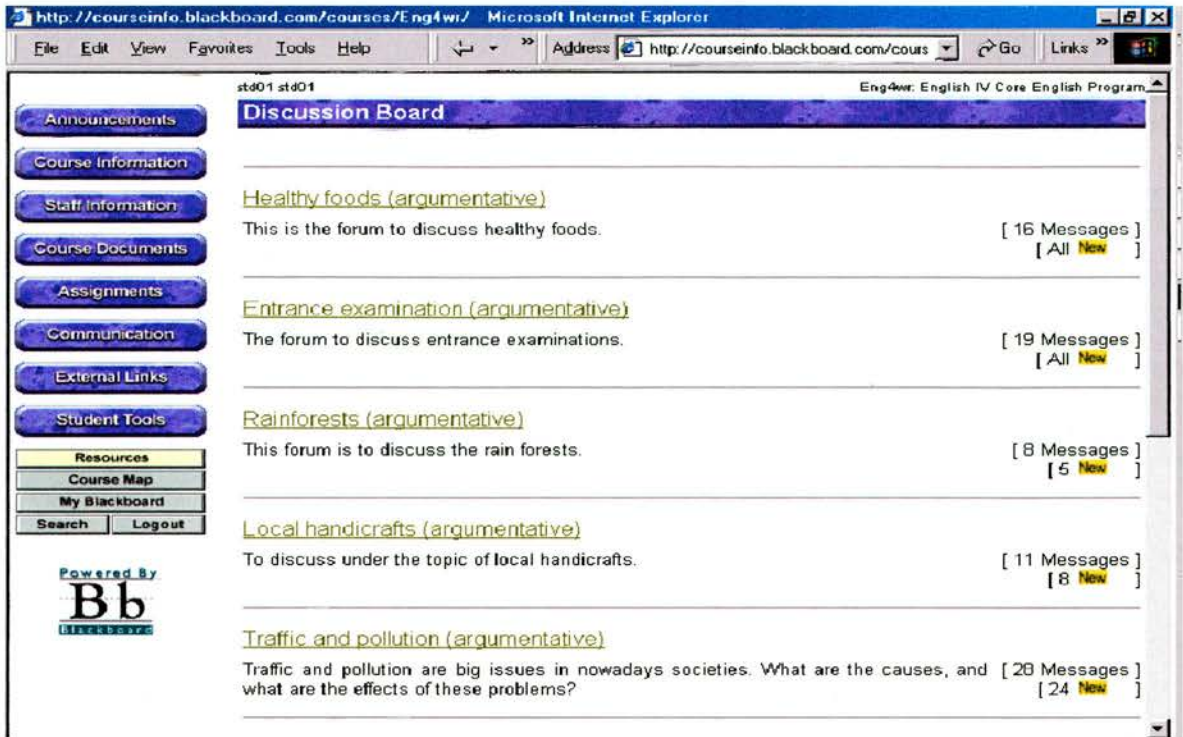 http://courseinfo.blackboard.com/courses/Eng4wr/ Microsoft Internet Explorer
File Edit View Favorites Tools Help » Address http://courseinfo.blackboard.com/cours Go Links »
std01 std01 Eng4wr: English IV Core English Program
Discussion Board
Announcements
Course Information
Staff Information
Course Documents
Assignments
Communication
External Links
Student Tools
Resources
Course Map
My Blackboard
Search Logout
Powered By
Bb
Blackboard
Healthy foods (argumentative)
This is the forum to discuss healthy foods. [ 16 Messages ]
[ All New ]
Entrance examination (argumentative)
The forum to discuss entrance examinations. [ 19 Messages ]
[ All New ]
Rainforests (argumentative)
This forum is to discuss the rain forests. [ 8 Messages ]
[ 5 New ]
Local handicrafts (argumentative)
To discuss under the topic of local handicrafts. [ 11 Messages ]
[ 8 New ]
Traffic and pollution (argumentative)
Traffic and pollution are big issues in nowadays societies. What are the causes, and [ 28 Messages ]
what are the effects of these problems? [ 24 New ]